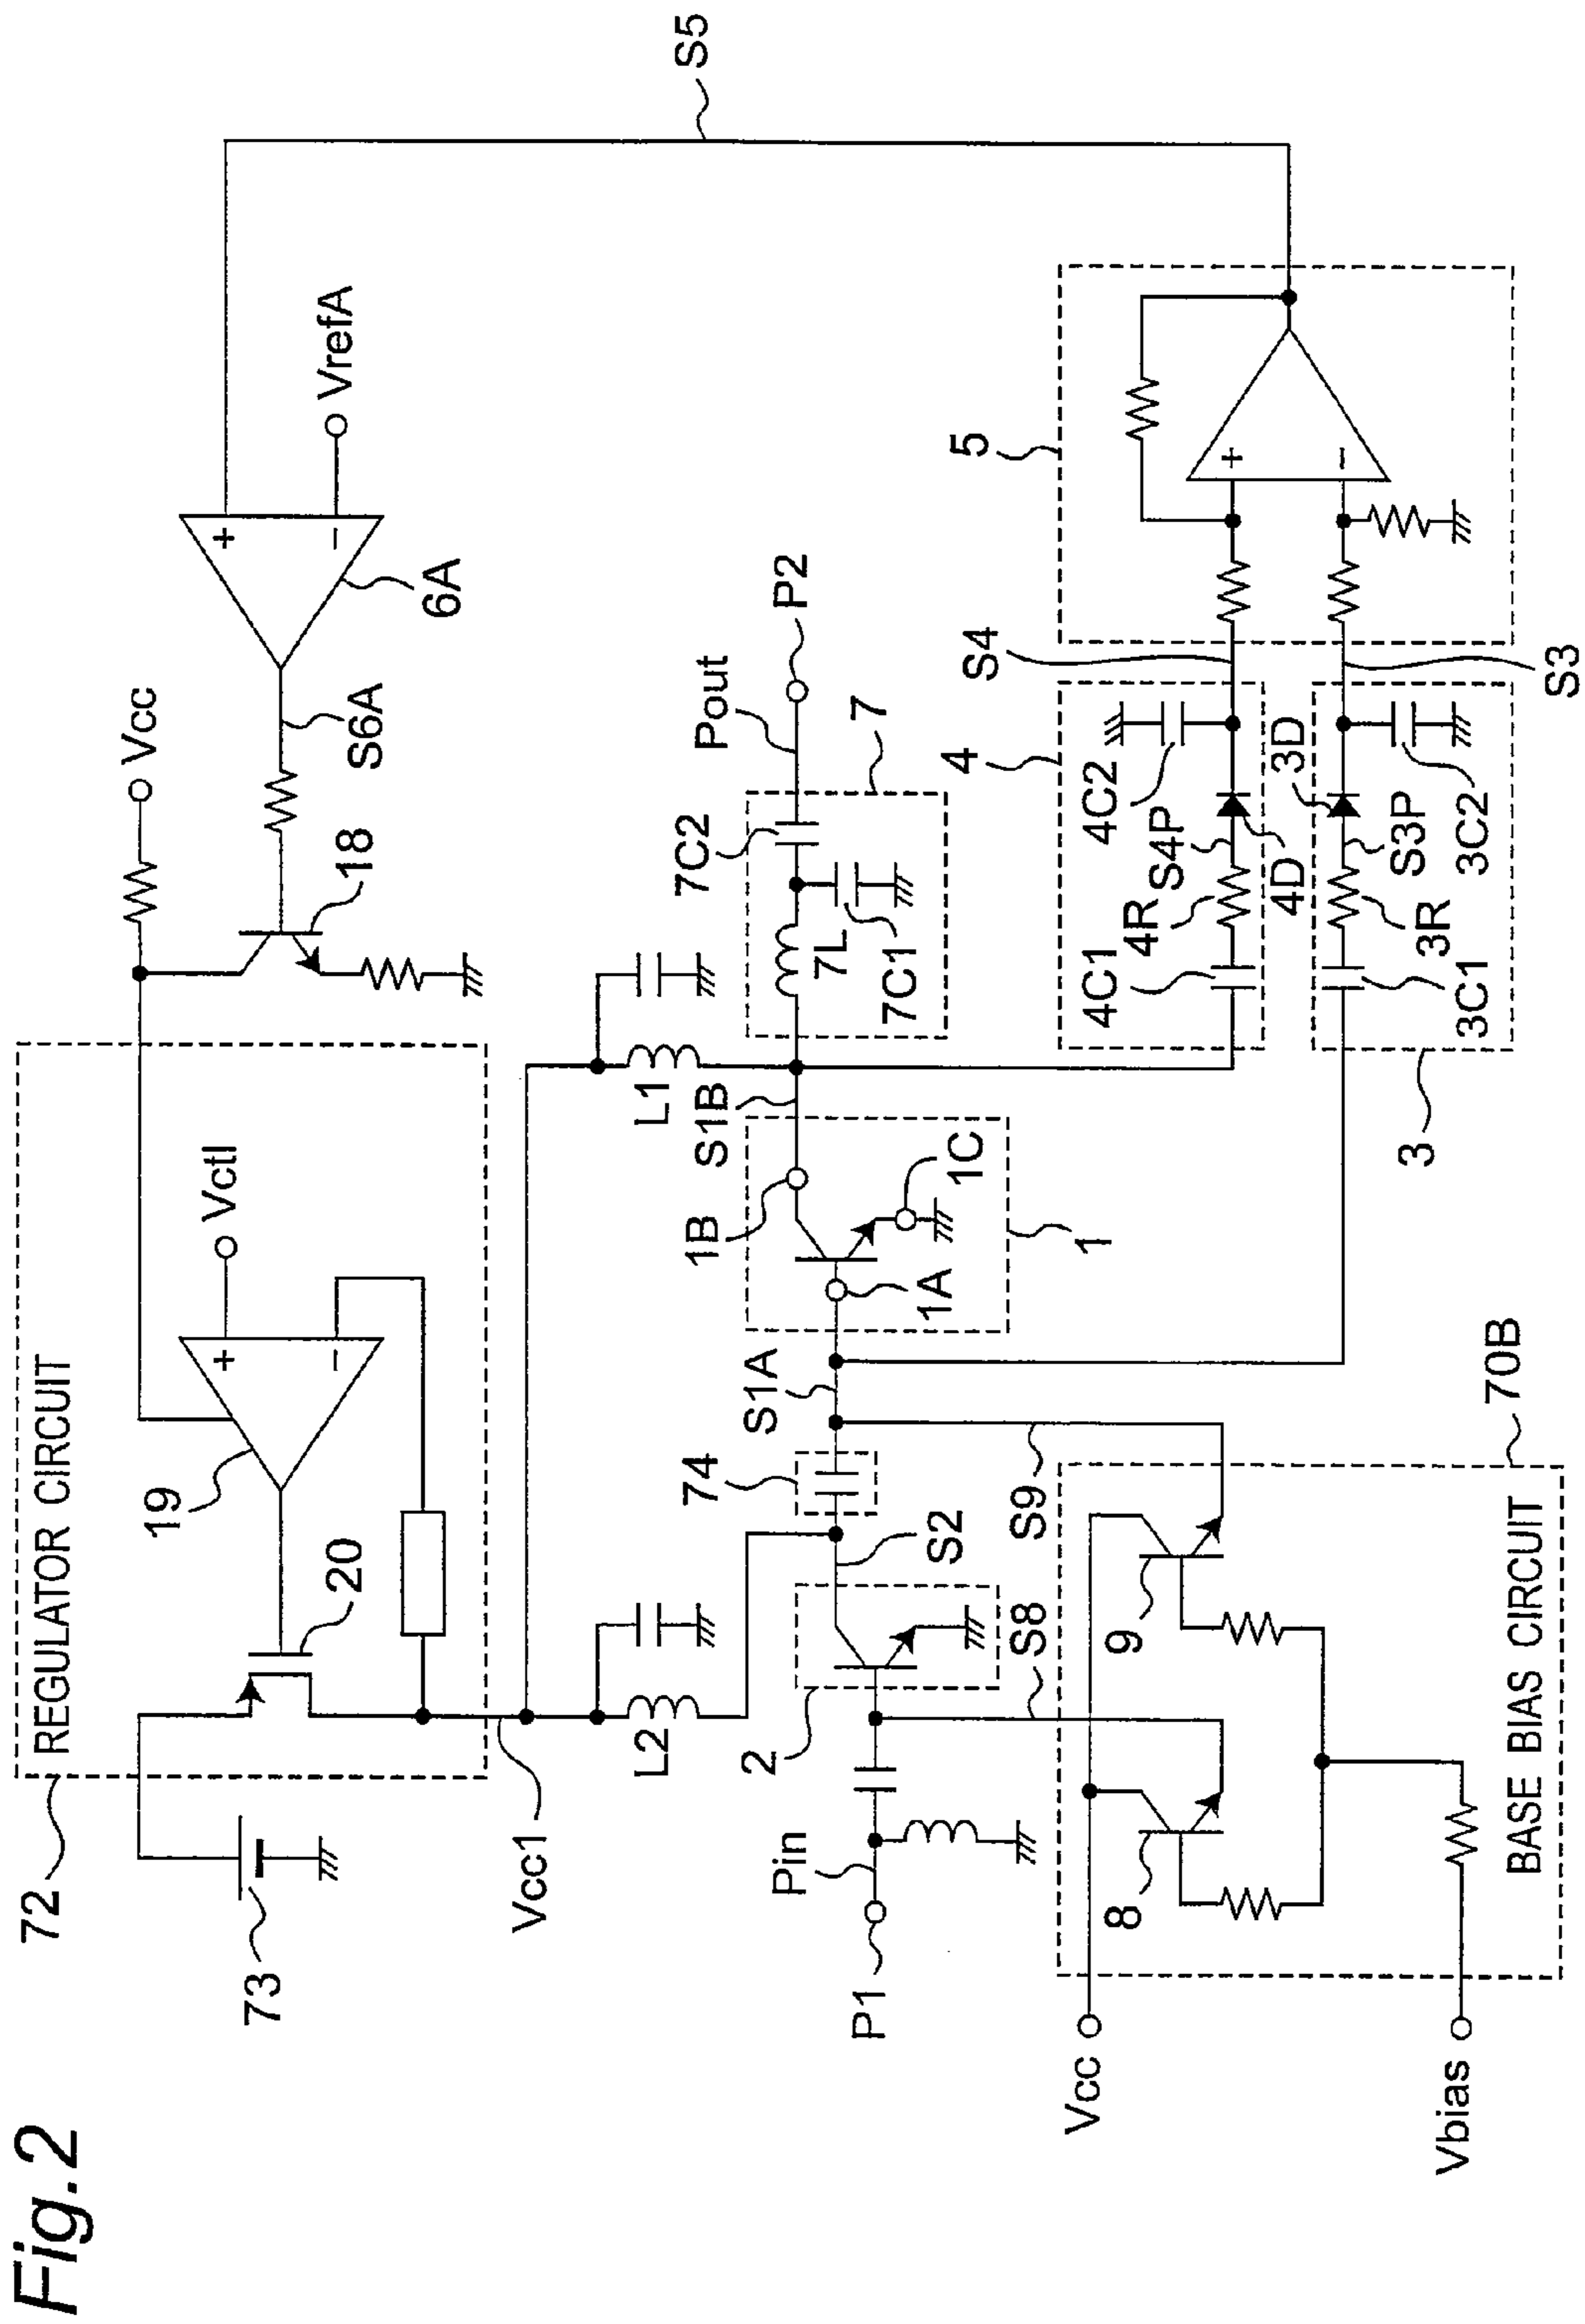 Fig.2
72
REGULATOR CIRCUIT
73
20
19
+
−
Vctl
Vcc
18
S6A
6A
+
−
VrefA
S5
Vcc1
L2
L1
P1
Pin
2
S2
74
S1A
1A
1B
1C
1
S1B
7L
7C1
7C2
7
Pout
P2
S8
S9
8
9
Vcc
Vbias
BASE BIAS CIRCUIT
70B
4
4C1
4R
S4P
4D
4C2
S4
3
3C1
3R
S3P
3D
3C2
S3
5
+
−